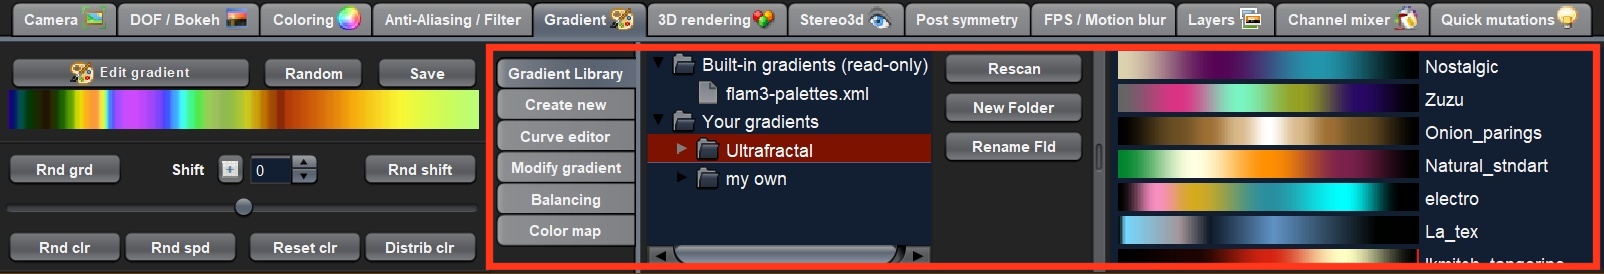 Camera
DOF / Bokeh
Coloring
Anti-Aliasing / Filter
Gradient
3D rendering
Stereo3d
Post symmetry
FPS / Motion blur
Layers
Channel mixer
Quick mutations
Edit gradient
Random
Save
Rnd grd
Shift
0
Rnd shift
Rnd clr
Rnd spd
Reset clr
Distrib clr
Gradient Library
Create new
Curve editor
Modify gradient
Balancing
Color map
Built-in gradients (read-only)
flam3-palettes.xml
Your gradients
Ultrafractal
my own
Rescan
New Folder
Rename Fld
Nostalgic
Zuzu
Onion_parings
Natural_stndart
electro
La_tex